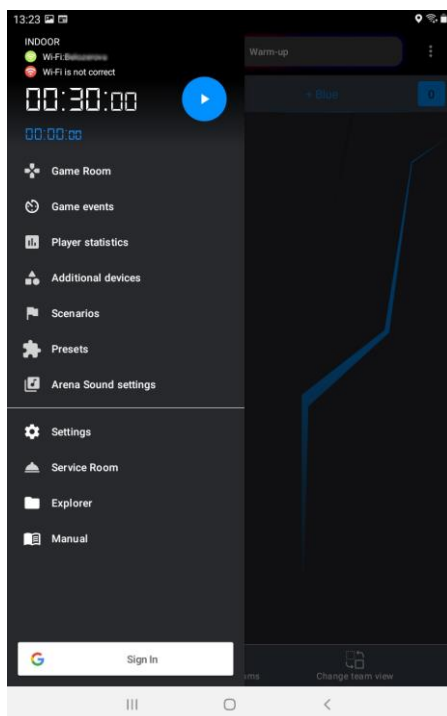 13:23
INDOOR
Wi-Fi:
Wi-Fi is not correct
00:30:00
00:00:00
Warm-up
+ Blue
0
Game Room
Game events
Player statistics
Additional devices
Scenarios
Presets
Arena Sound settings
Settings
Service Room
Explorer
Manual
Sign In
Change team view